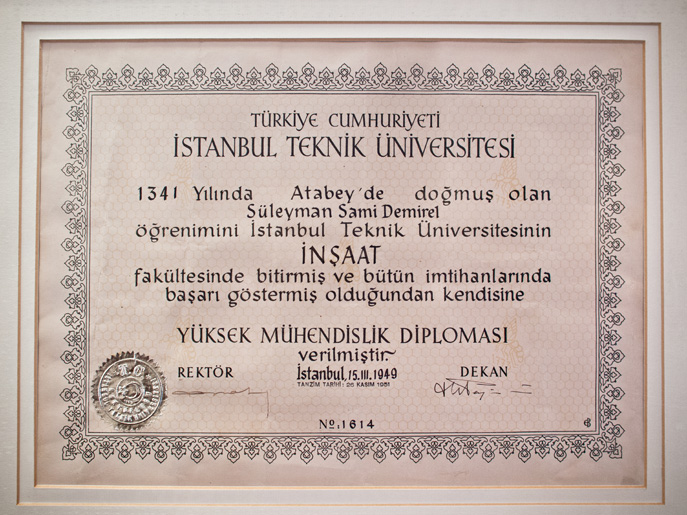 TÜRKİYE CUMHURİYETİ
İSTANBUL TEKNİK ÜNİVERSİTESİ
1341 Yılında Atabey'de doğmuş olan
Süleyman Sami Demirel
öğrenimini İstanbul Teknik Üniversitesinin
İNŞAAT
fakültesinde bitirmiş ve bütün imtihanlarında
başarı göstermiş olduğundan kendisine
YÜKSEK MÜHENDİSLİK DİPLOMASI
verilmiştir.
REKTÖR
İstanbul, 15.III.1949
DEKAN
TANZİM TARİHİ: 26 KASIM 1951
No.1614